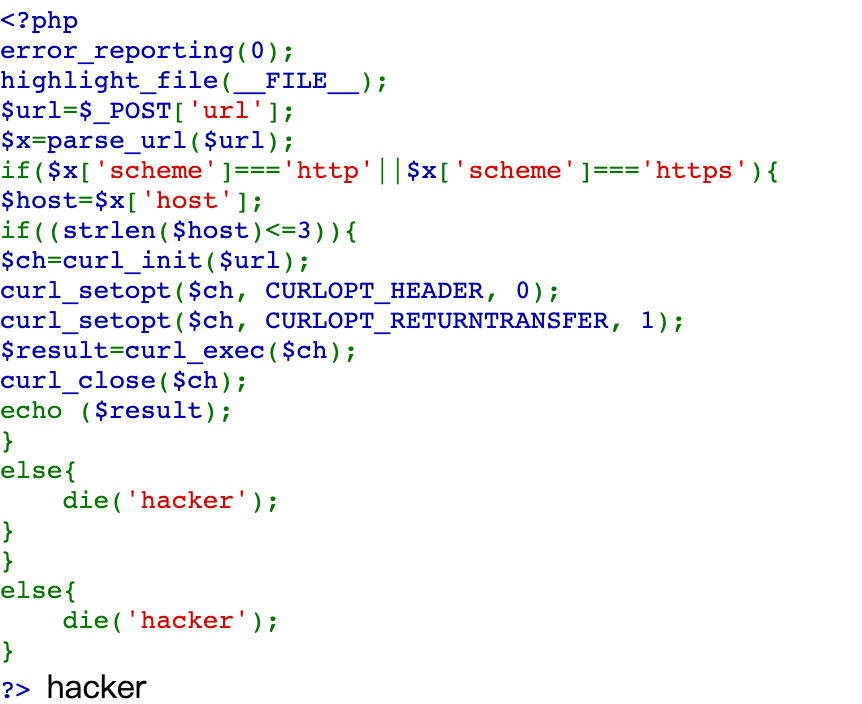 <?php
error_reporting(0);
highlight_file(__FILE__);
$url=$_POST['url'];
$x=parse_url($url);
if($x['scheme']==='http'||$x['scheme']==='https'){
$host=$x['host'];
if((strlen($host)<=3)){
$ch=curl_init($url);
curl_setopt($ch, CURLOPT_HEADER, 0);
curl_setopt($ch, CURLOPT_RETURNTRANSFER, 1);
$result=curl_exec($ch);
curl_close($ch);
echo ($result);
}
else{
    die('hacker');
}
}
else{
    die('hacker');
}
?> hacker